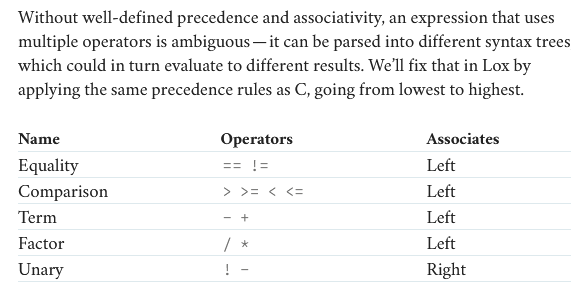 Without well-defined precedence and associativity, an expression that uses
multiple operators is ambiguous—it can be parsed into different syntax trees
which could in turn evaluate to different results. We’ll fix that in Lox by
applying the same precedence rules as C, going from lowest to highest.
Name Operators Associates
Equality == != Left
Comparison > >= < <= Left
Term - + Left
Factor / * Left
Unary ! - Right